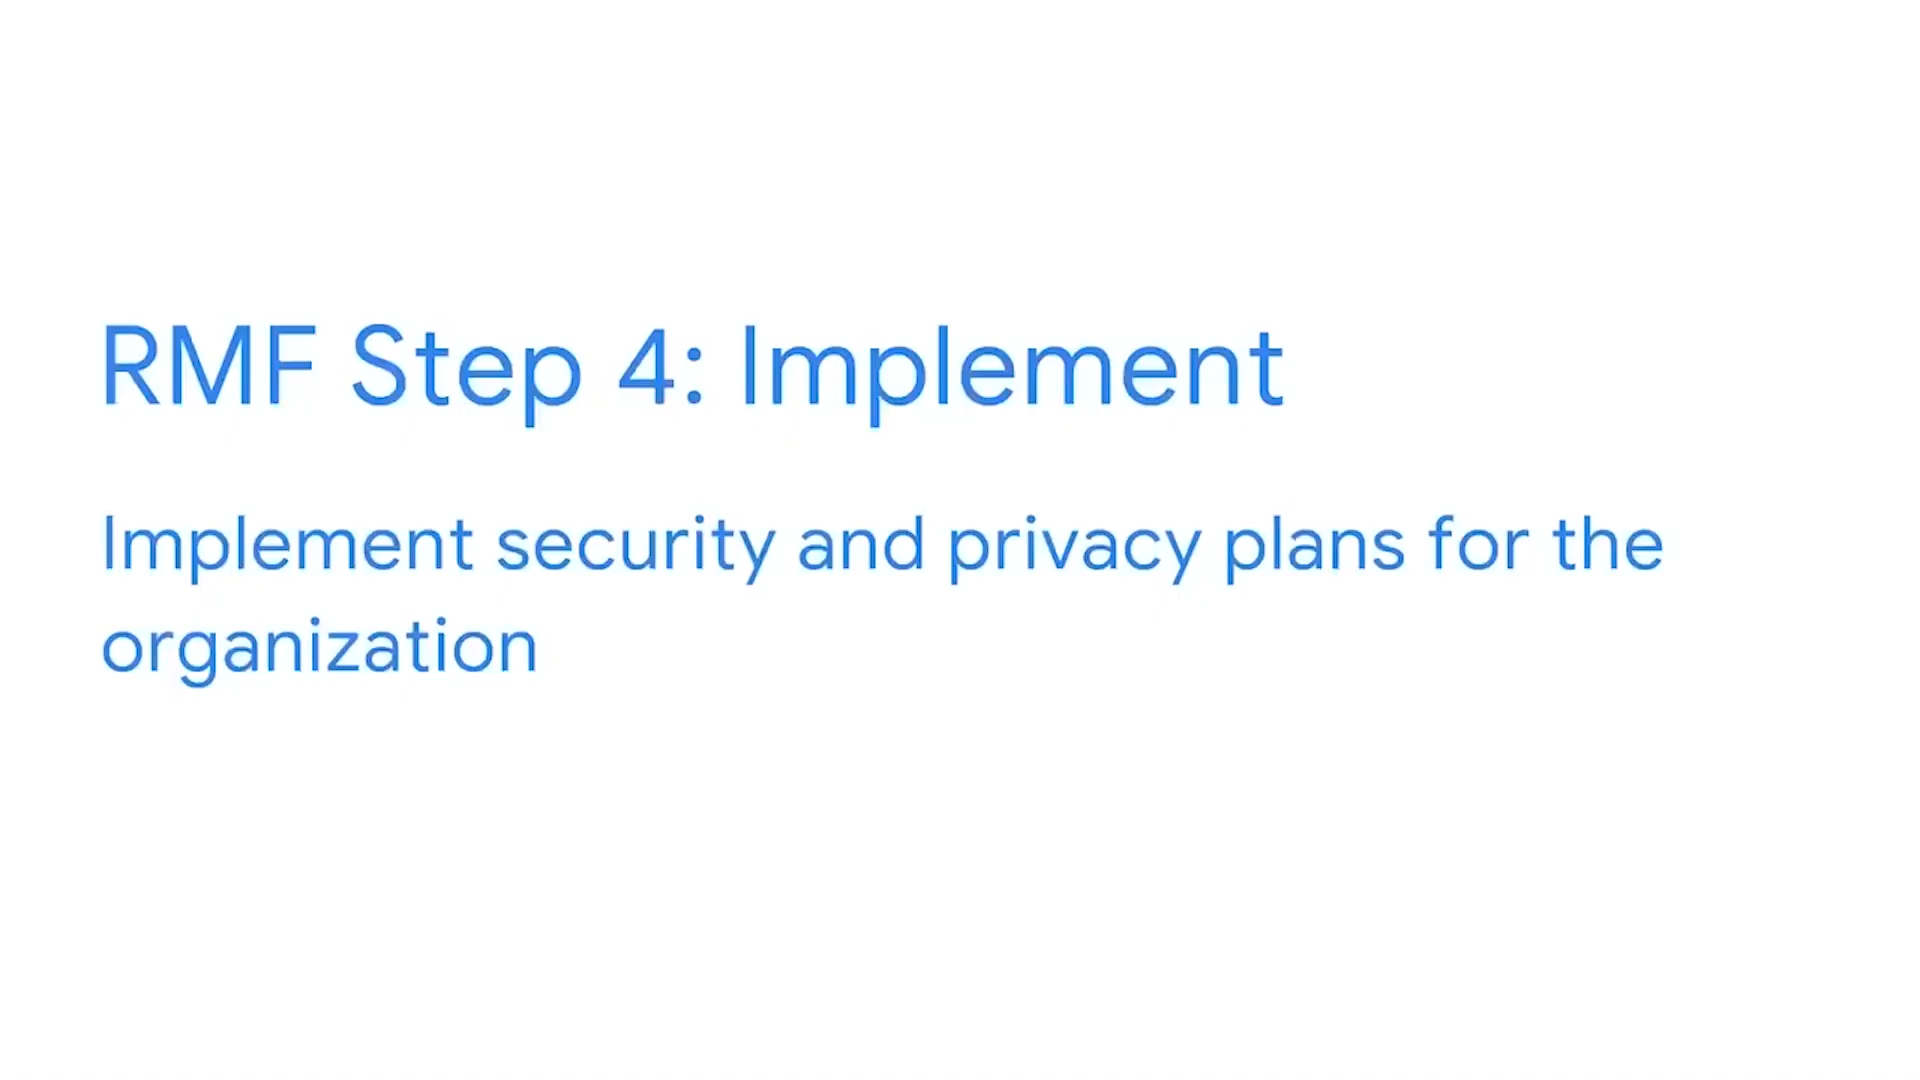 RMF Step 4: Implement
Implement security and privacy plans for the
organization